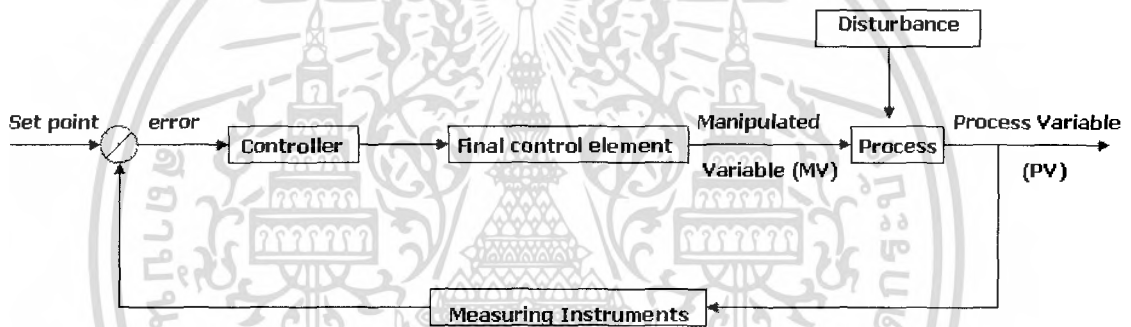 Disturbance
Set point
error
Controller
Final control element
Manipulated
Variable (MV)
Process
Process Variable
(PV)
Measuring Instruments